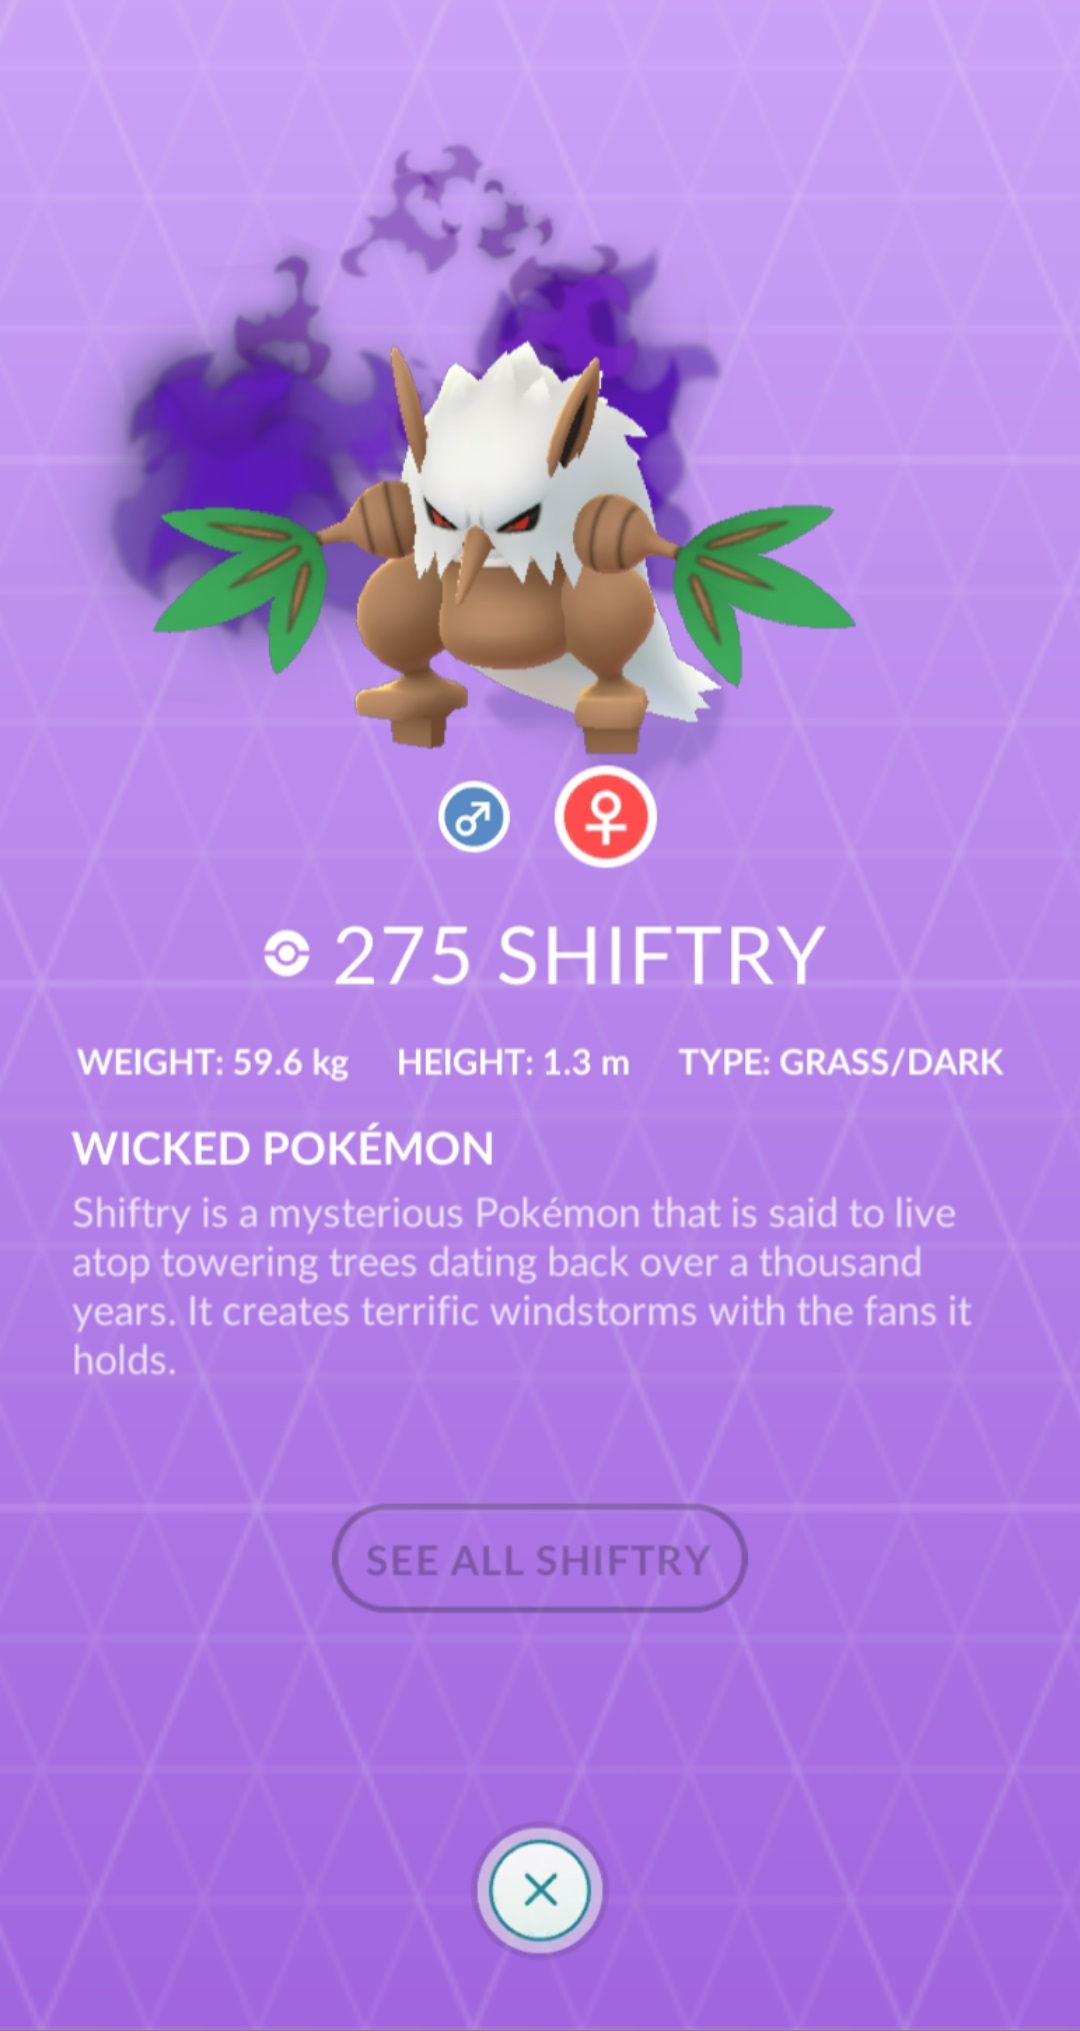 275 SHIFTRY
WEIGHT: 59.6 kg HEIGHT: 1.3 m TYPE: GRASS/DARK
WICKED POKÉMON
Shiftry is a mysterious Pokémon that is said to live
atop towering trees dating back over a thousand
years. It creates terrific windstorms with the fans it
holds.
SEE ALL SHIFTRY